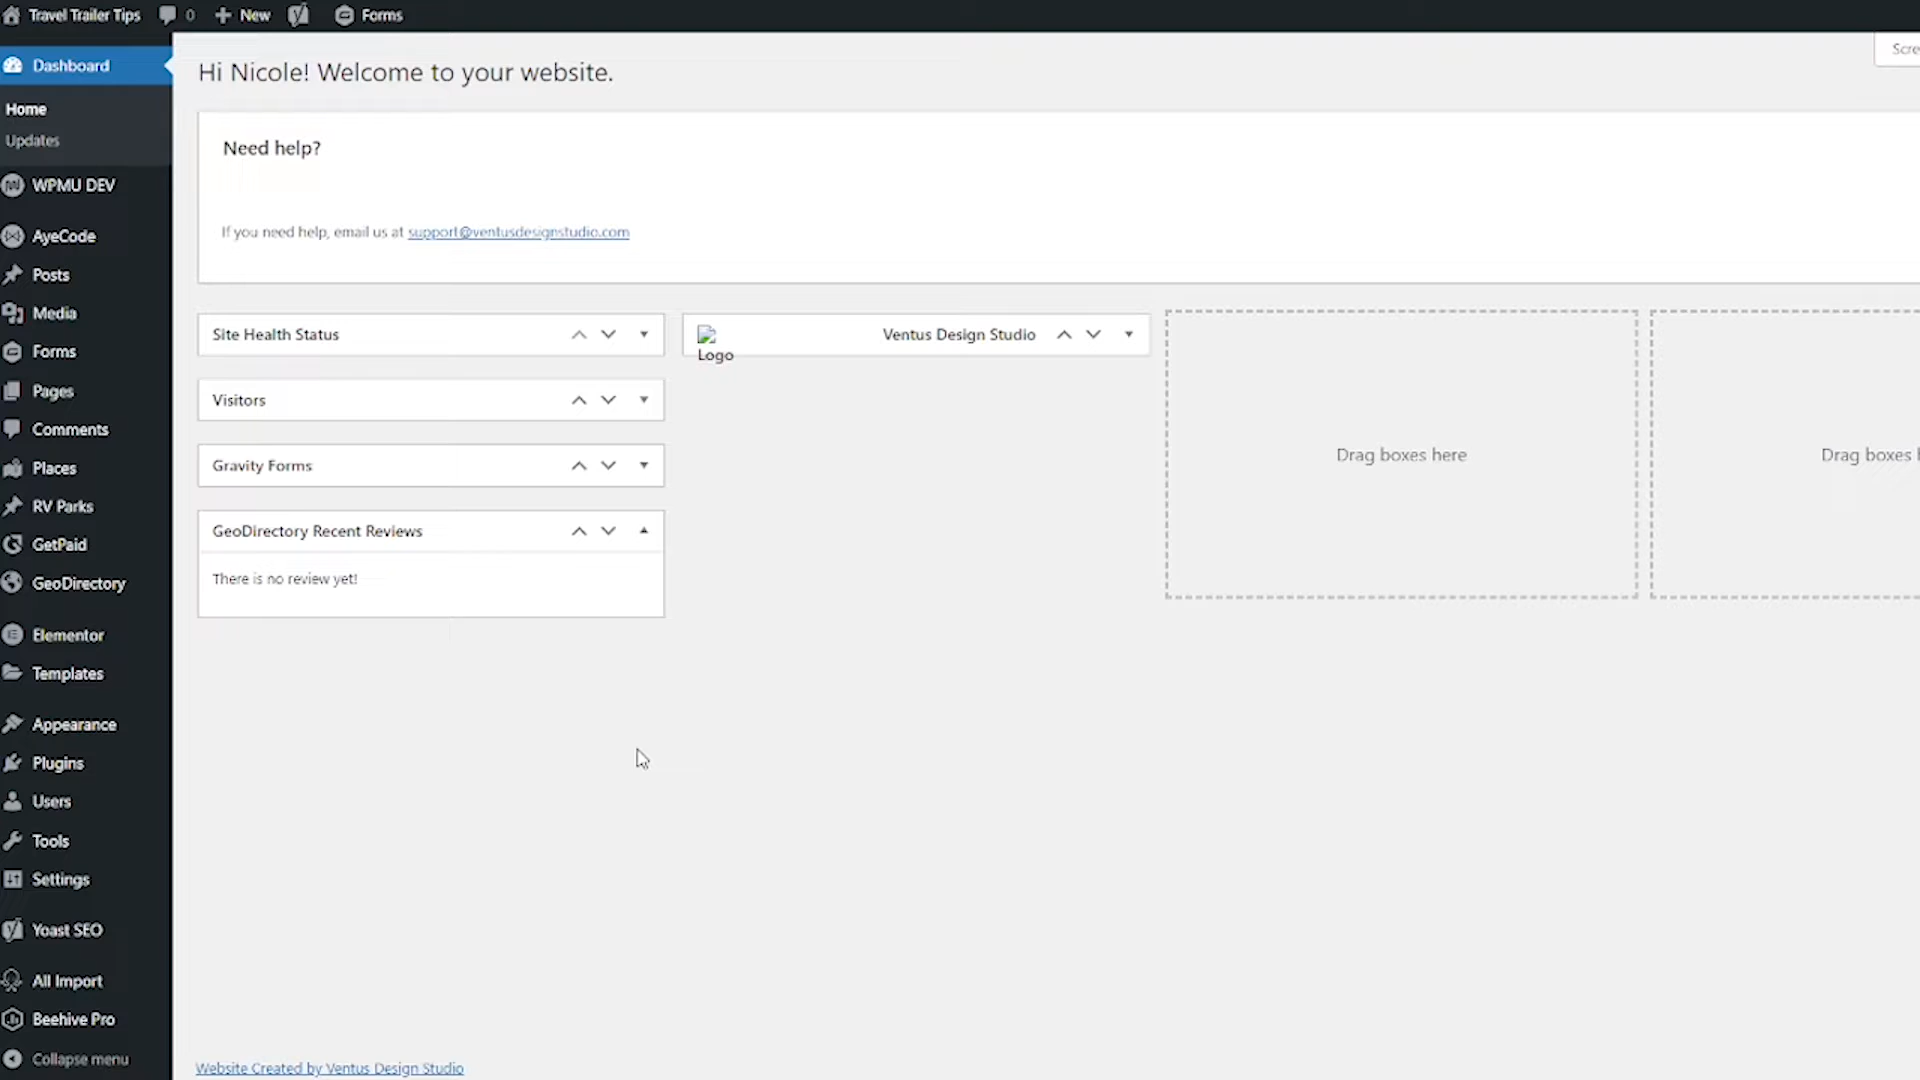 Travel Trailer Tips 0 New Forms
Scre
Dashboard
Home
Updates
WPMU DEV
AyeCode
Posts
Media
Forms
Pages
Comments
Places
RV Parks
GetPaid
GeoDirectory
Elementor
Templates
Appearance
Plugins
Users
Tools
Settings
Yoast SEO
All Import
Beehive Pro
Collapse menu
Hi Nicole! Welcome to your website.
Need help?
If you need help, email us at support@ventusdesignstudio.com
Site Health Status
Visitors
Gravity Forms
GeoDirectory Recent Reviews
There is no review yet!
Logo
Ventus Design Studio
Drag boxes here
Drag boxes h
Website Created by Ventus Design Studio